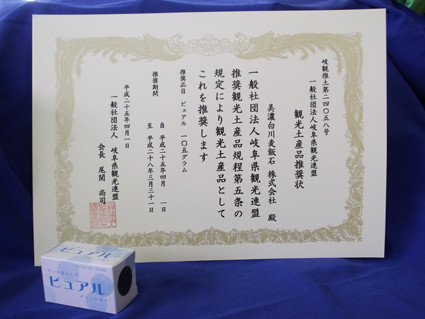 岐観推土第二四〇五八号
一般社団法人岐阜県観光連盟
観光土産品推奨状
美濃白川麦飯石 株式会社 殿
一般社団法人岐阜県観光連盟
推奨観光土産品規程第五条の
規定により観光土産品として
これを推奨します
推奨品目 ピュアル 一〇五グラム
推奨期間 自 平成二十五年四月 一日
至 平成二十八年三月三十一日
平成二十五年四月一日
一般社団法人 岐阜県観光連盟
会長 尾関 尚司
ピュアル